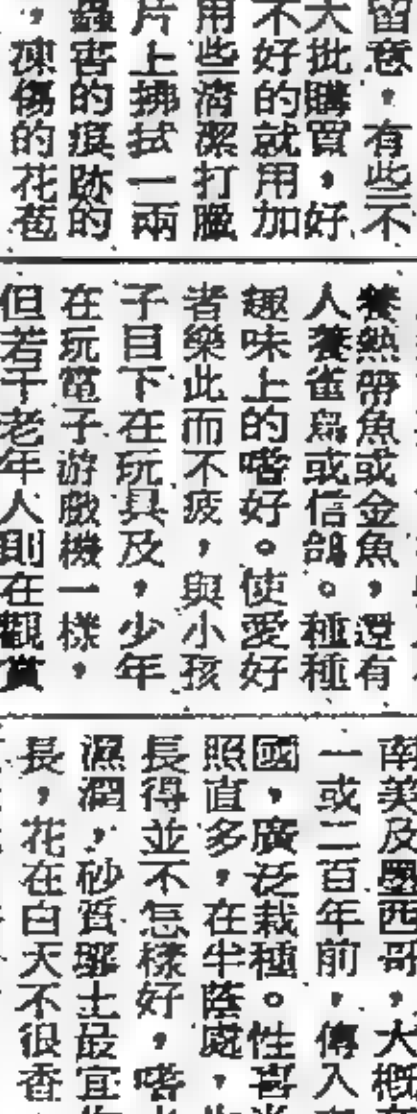 留意，有些不
大批購買，好
不好的就用加
用些清潔打臘
片上拂拭一兩
蟲害的痕跡的
，凍傷的花苞
養熱帶魚或金魚，還有
人養雀鳥或信鴿。種種
趣味上的嗜好。使愛好
者樂此而不疲，與小孩
子目下在玩具及，少年
在玩電子游戲機一樣，
但若干老年人則在觀賞
南美及墨西哥，大概
一或二百年前，傳入
國，廣泛栽種。性喜
照直多，在半蔭處，
長得並不怎樣好，嗜
濕潤，砂質壤土最宜
長，花在白天不很香